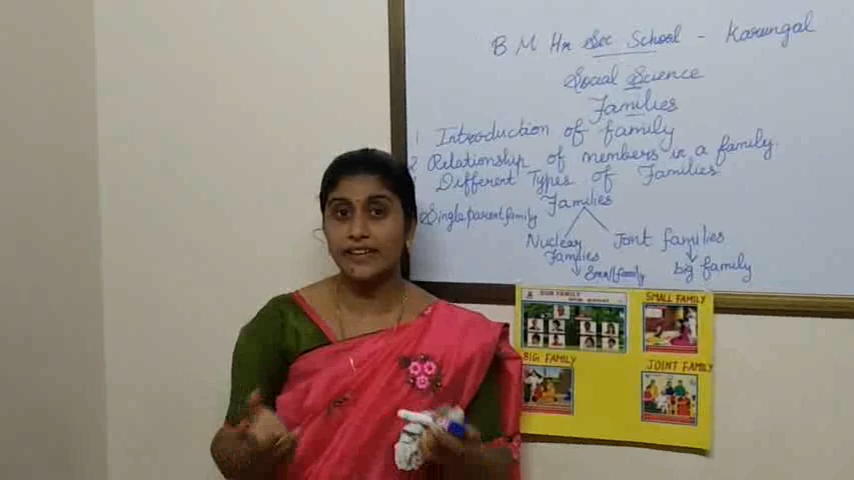 B M Hr Sec School - Karungal
Social Science
Families
1 Introduction of family
2 Relationship of members in a family.
Different Types of Families
Families
Single parent family
Nuclear Families
Joint families
Small family
big family
OUR FAMILY
SMALL FAMILY
BIG FAMILY
JOINT FAMILY